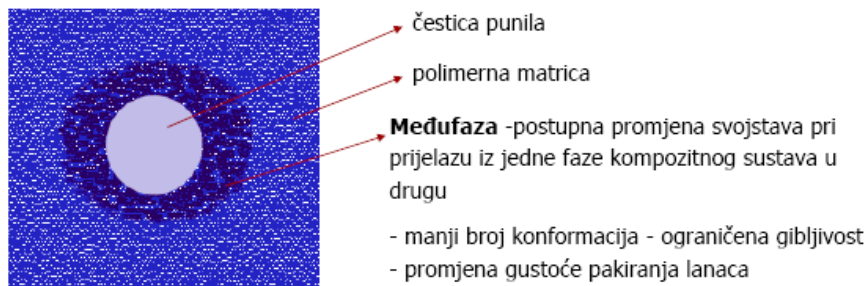 čestica punila
polimerna matrica
Međufaza -postupna promjena svojstava pri
prijelazu iz jedne faze kompozitnog sustava u
drugu
- manji broj konformacija - ograničena gibljivost
- promjena gustoće pakiranja lanaca